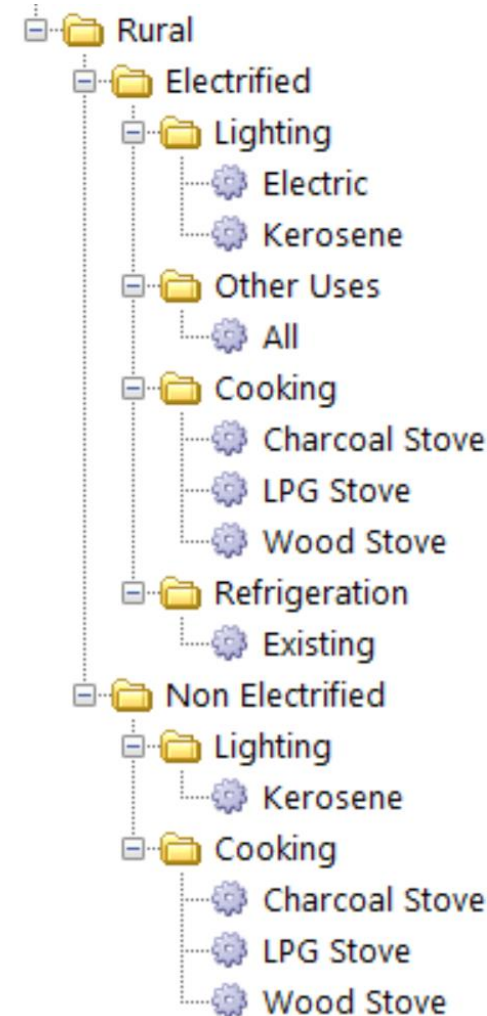 Rural
Electrified
Lighting
Electric
Kerosene
Other Uses
All
Cooking
Charcoal Stove
LPG Stove
Wood Stove
Refrigeration
Existing
Non Electrified
Lighting
Kerosene
Cooking
Charcoal Stove
LPG Stove
Wood Stove